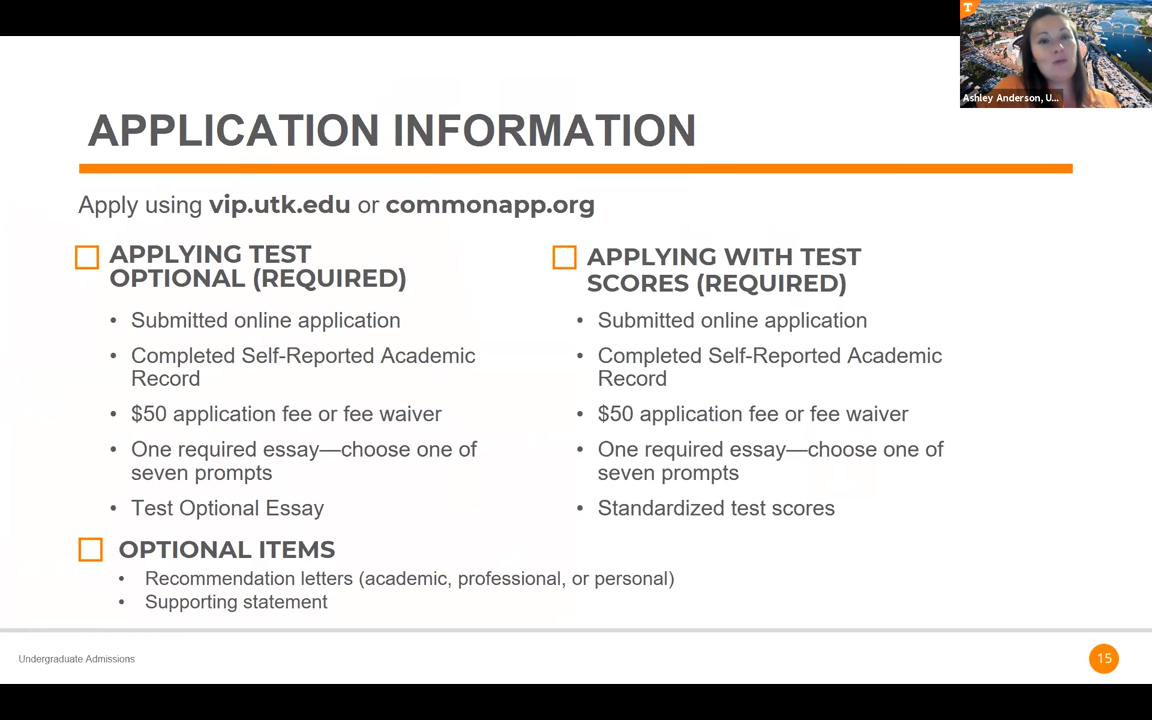 T
Ashley Anderson, U...
APPLICATION INFORMATION
Apply using vip.utk.edu or commonapp.org
APPLYING TEST
OPTIONAL (REQUIRED)
• Submitted online application
• Completed Self-Reported Academic
Record
• $50 application fee or fee waiver
• One required essay—choose one of
seven prompts
• Test Optional Essay
APPLYING WITH TEST
SCORES (REQUIRED)
• Submitted online application
• Completed Self-Reported Academic
Record
• $50 application fee or fee waiver
• One required essay—choose one of
seven prompts
• Standardized test scores
OPTIONAL ITEMS
• Recommendation letters (academic, professional, or personal)
• Supporting statement
Undergraduate Admissions
15